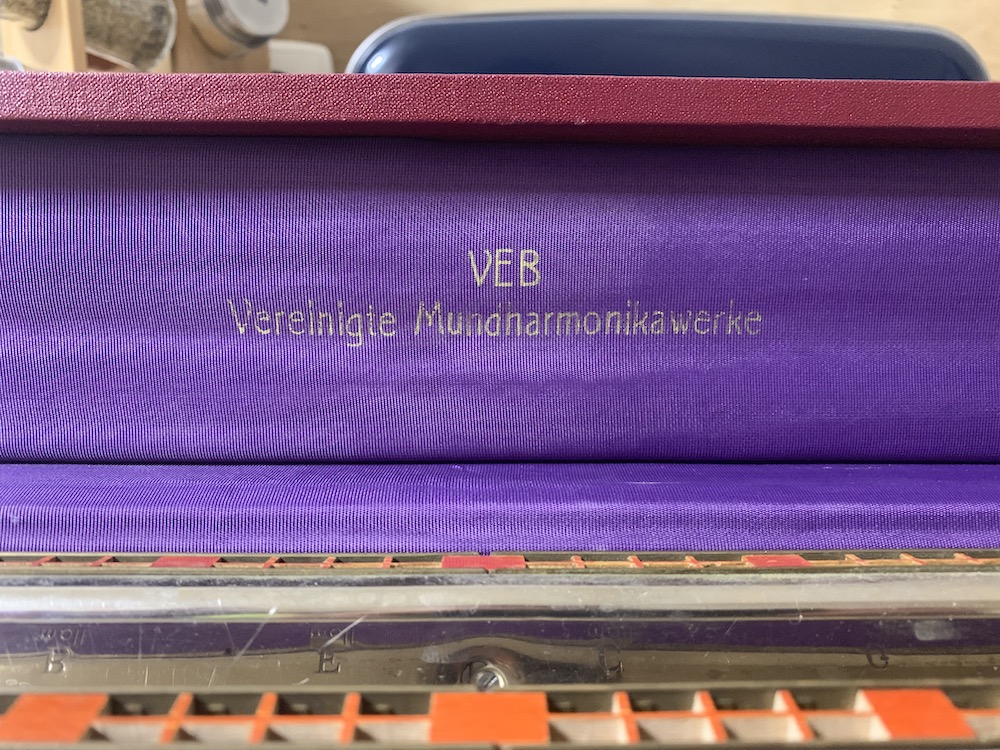 VEB
Vereinigte Mundharmonikawerke
B E C G